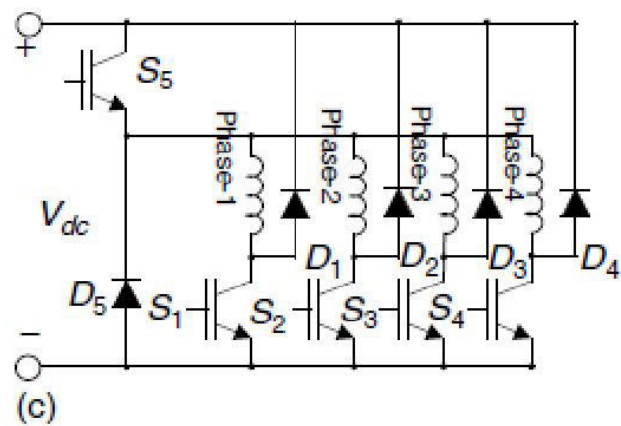 +
S5
Phase-1
Phase-2
Phase-3
Phase-4
Vdc
D1
D2
D3
D4
D5
S1
S2
S3
S4
−
(c)